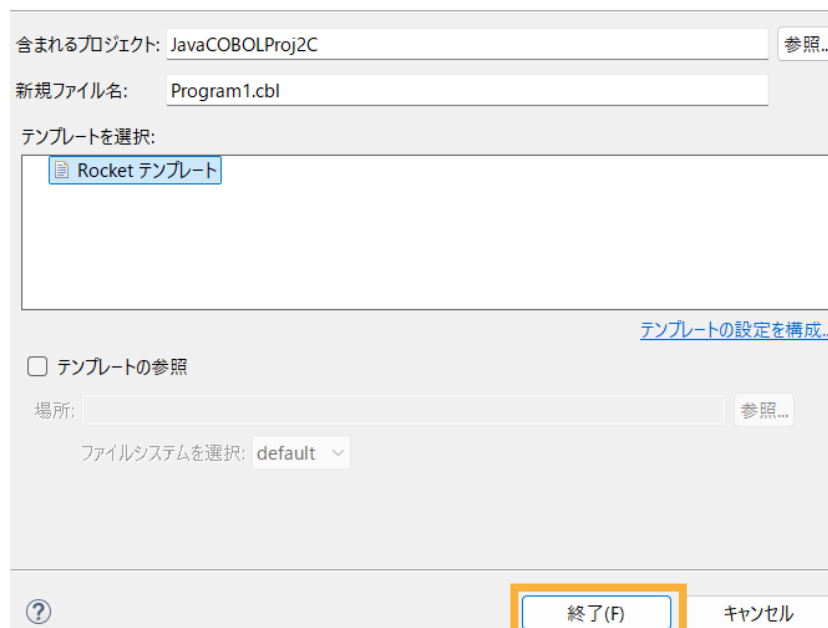 含まれるプロジェクト: JavaCOBOLProj2C 参照...
新規ファイル名: Program1.cbl
テンプレートを選択:
Rocket テンプレート
テンプレートの設定を構成...
テンプレートの参照
場所: 参照...
ファイルシステムを選択: default
? 終了(F) キャンセル